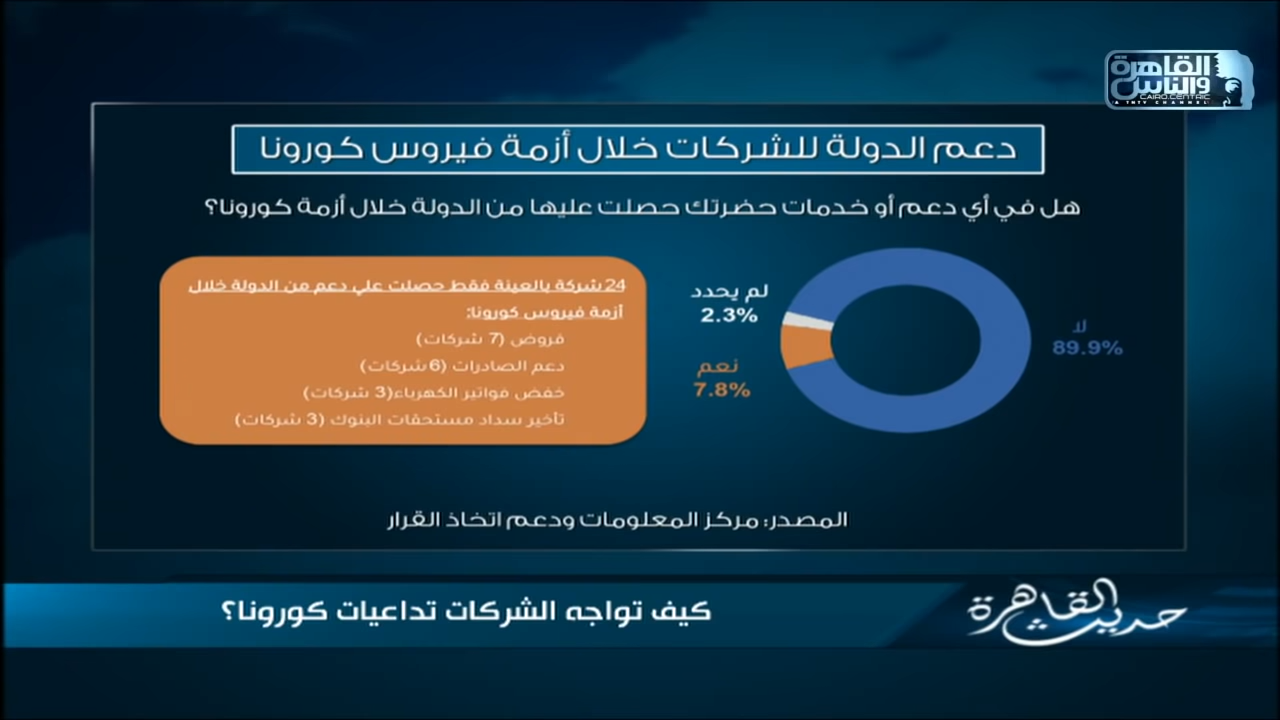 القاهرة
والناس
CAIRO.CENTRIC
A TNTV CHANNEL
دعم الدولة للشركات خلال أزمة فيروس كورونا
هل في أي دعم أو خدمات حضرتك حصلت عليها من الدولة خلال أزمة كورونا؟
لا
89.9%
لم يحدد
2.3%
نعم
7.8%
24 شركة بالعينة فقط حصلت علي دعم من الدولة خلال
أزمة فيروس كورونا:
قروض (7 شركات)
دعم الصادرات (6 شركات)
خفض فواتير الكهرباء(3 شركات)
تأخير سداد مستحقات البنوك (3 شركات)
المصدر: مركز المعلومات ودعم اتخاذ القرار
حديث القاهرة
كيف تواجه الشركات تداعيات كورونا؟